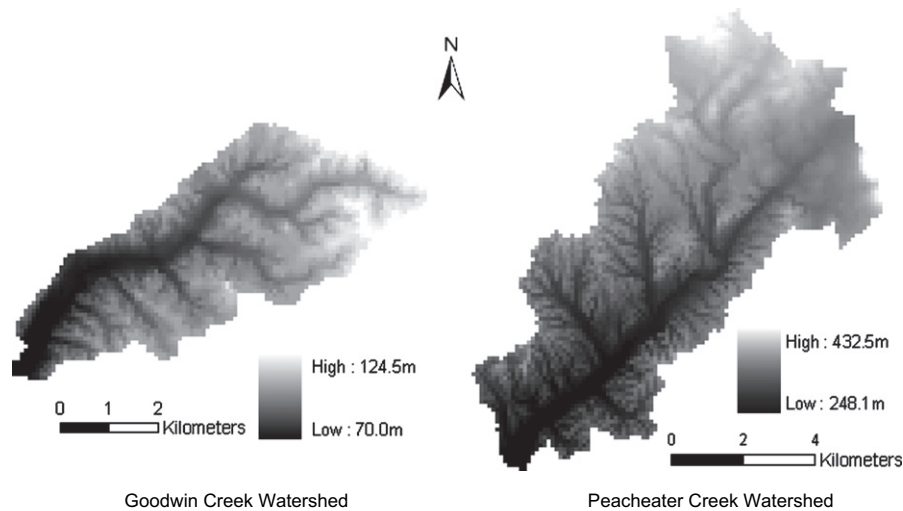 N
High : 124.5m
Low : 70.0m
0 1 2
Kilometers
Goodwin Creek Watershed
High : 432.5m
Low : 248.1m
0 2 4
Kilometers
Peacheater Creek Watershed